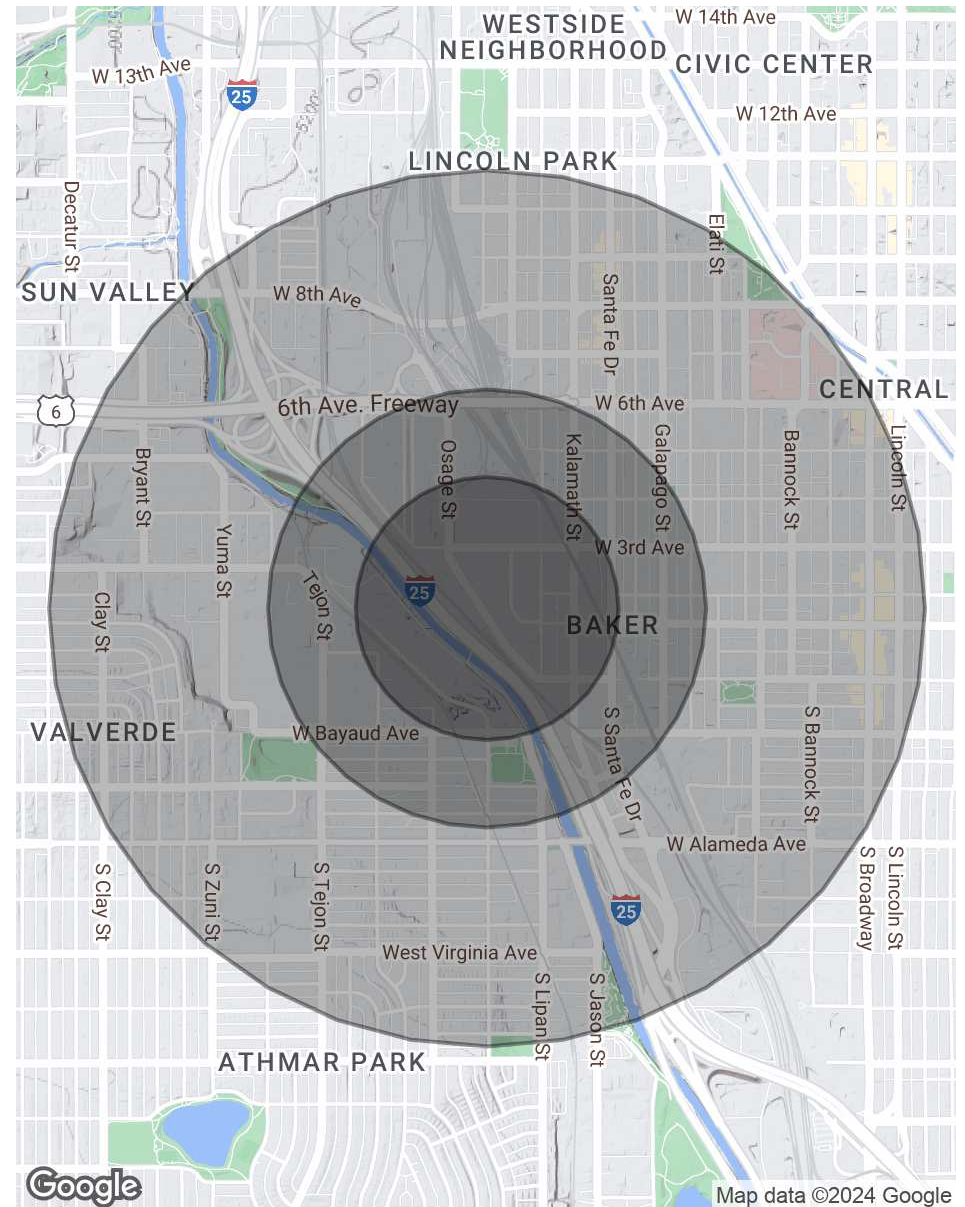 WESTSIDE
NEIGHBORHOOD
W 14th Ave
CIVIC CENTER
W 13th Ave
5200'
25
5200'
W 12th Ave
LINCOLN PARK
Decatur St
Elati St
SUN VALLEY
W 8th Ave
Santa Fe Dr
CENTRAL
6
6th Ave. Freeway
W 6th Ave
Bryant St
Osage St
Kalamath St
Galapago St
Bannock St
Lincoln St
Yuma St
W 3rd Ave
Tejon St
25
Clay St
BAKER
VALVERDE
W Bayaud Ave
S Santa Fe Dr
S Bannock St
W Alameda Ave
S Clay St
S Zuni St
S Tejon St
25
S Broadway
S Lincoln St
West Virginia Ave
S Lipan St
S Jason St
ATHMAR PARK
Google
Map data ©2024 Google